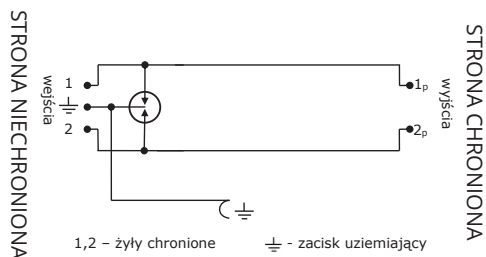 STRONA NIECHRONIONA
wejścia
1
2
1p
2p
wyjścia
STRONA CHRONIONA
1,2 – żyły chronione
- zacisk uziemiający